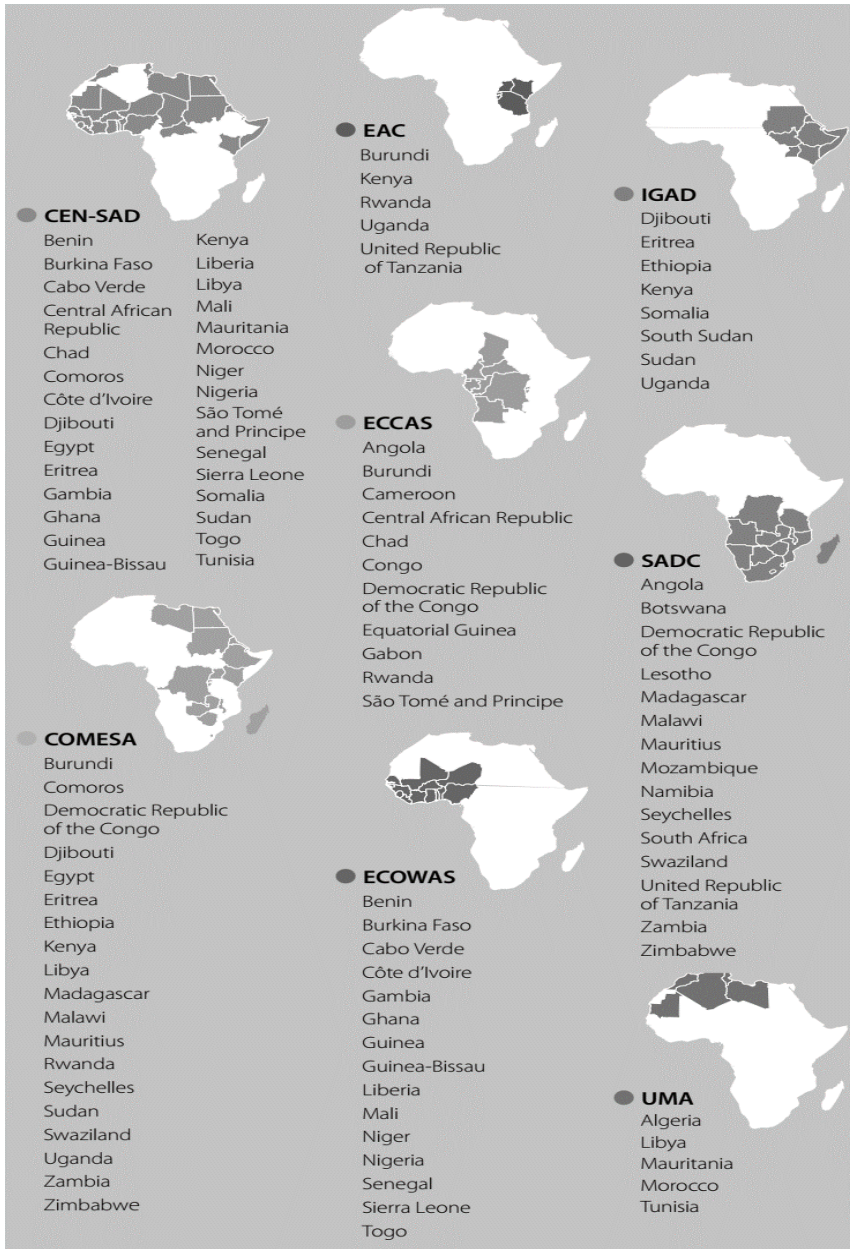 CEN-SAD
Benin
Burkina Faso
Cabo Verde
Central African
Republic
Chad
Comoros
Côte d’Ivoire
Djibouti
Egypt
Eritrea
Gambia
Ghana
Guinea
Guinea-Bissau
Kenya
Liberia
Libya
Mali
Mauritania
Morocco
Niger
Nigeria
São Tomé
and Principe
Senegal
Sierra Leone
Somalia
Sudan
Togo
Tunisia
COMESA
Burundi
Comoros
Democratic Republic
of the Congo
Djibouti
Egypt
Eritrea
Ethiopia
Kenya
Libya
Madagascar
Malawi
Mauritius
Rwanda
Seychelles
Sudan
Swaziland
Uganda
Zambia
Zimbabwe
EAC
Burundi
Kenya
Rwanda
Uganda
United Republic
of Tanzania
ECCAS
Angola
Burundi
Cameroon
Central African Republic
Chad
Congo
Democratic Republic
of the Congo
Equatorial Guinea
Gabon
Rwanda
São Tomé and Principe
ECOWAS
Benin
Burkina Faso
Cabo Verde
Côte d’Ivoire
Gambia
Ghana
Guinea
Guinea-Bissau
Liberia
Mali
Niger
Nigeria
Senegal
Sierra Leone
Togo
IGAD
Djibouti
Eritrea
Ethiopia
Kenya
Somalia
South Sudan
Sudan
Uganda
SADC
Angola
Botswana
Democratic Republic
of the Congo
Lesotho
Madagascar
Malawi
Mauritius
Mozambique
Namibia
Seychelles
South Africa
Swaziland
United Republic
of Tanzania
Zambia
Zimbabwe
UMA
Algeria
Libya
Mauritania
Morocco
Tunisia